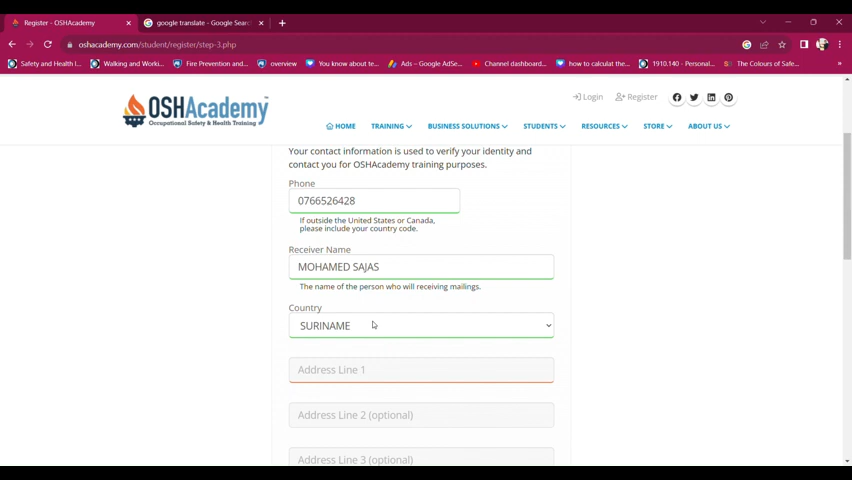 Register - OSHAcademy
google translate - Google Searc
oshacademy.com/student/register/step-3.php
Safety and Health I...
Walking and Worki...
Fire Prevention and...
overview
You know about te...
Ads – Google AdSe...
Channel dashboard...
how to calculat the...
1910.140 - Personal...
The Colours of Safe...
»
OSHAcademy
Occupational Safety & Health Training
Login
Register
HOME
TRAINING
BUSINESS SOLUTIONS
STUDENTS
RESOURCES
STORE
ABOUT US
Your contact information is used to verify your identity and
contact you for OSHAcademy training purposes.
Phone
0766526428
If outside the United States or Canada,
please include your country code.
Receiver Name
MOHAMED SAJAS
The name of the person who will receiving mailings.
Country
SURINAME
Address Line 1
Address Line 2 (optional)
Address Line 3 (optional)